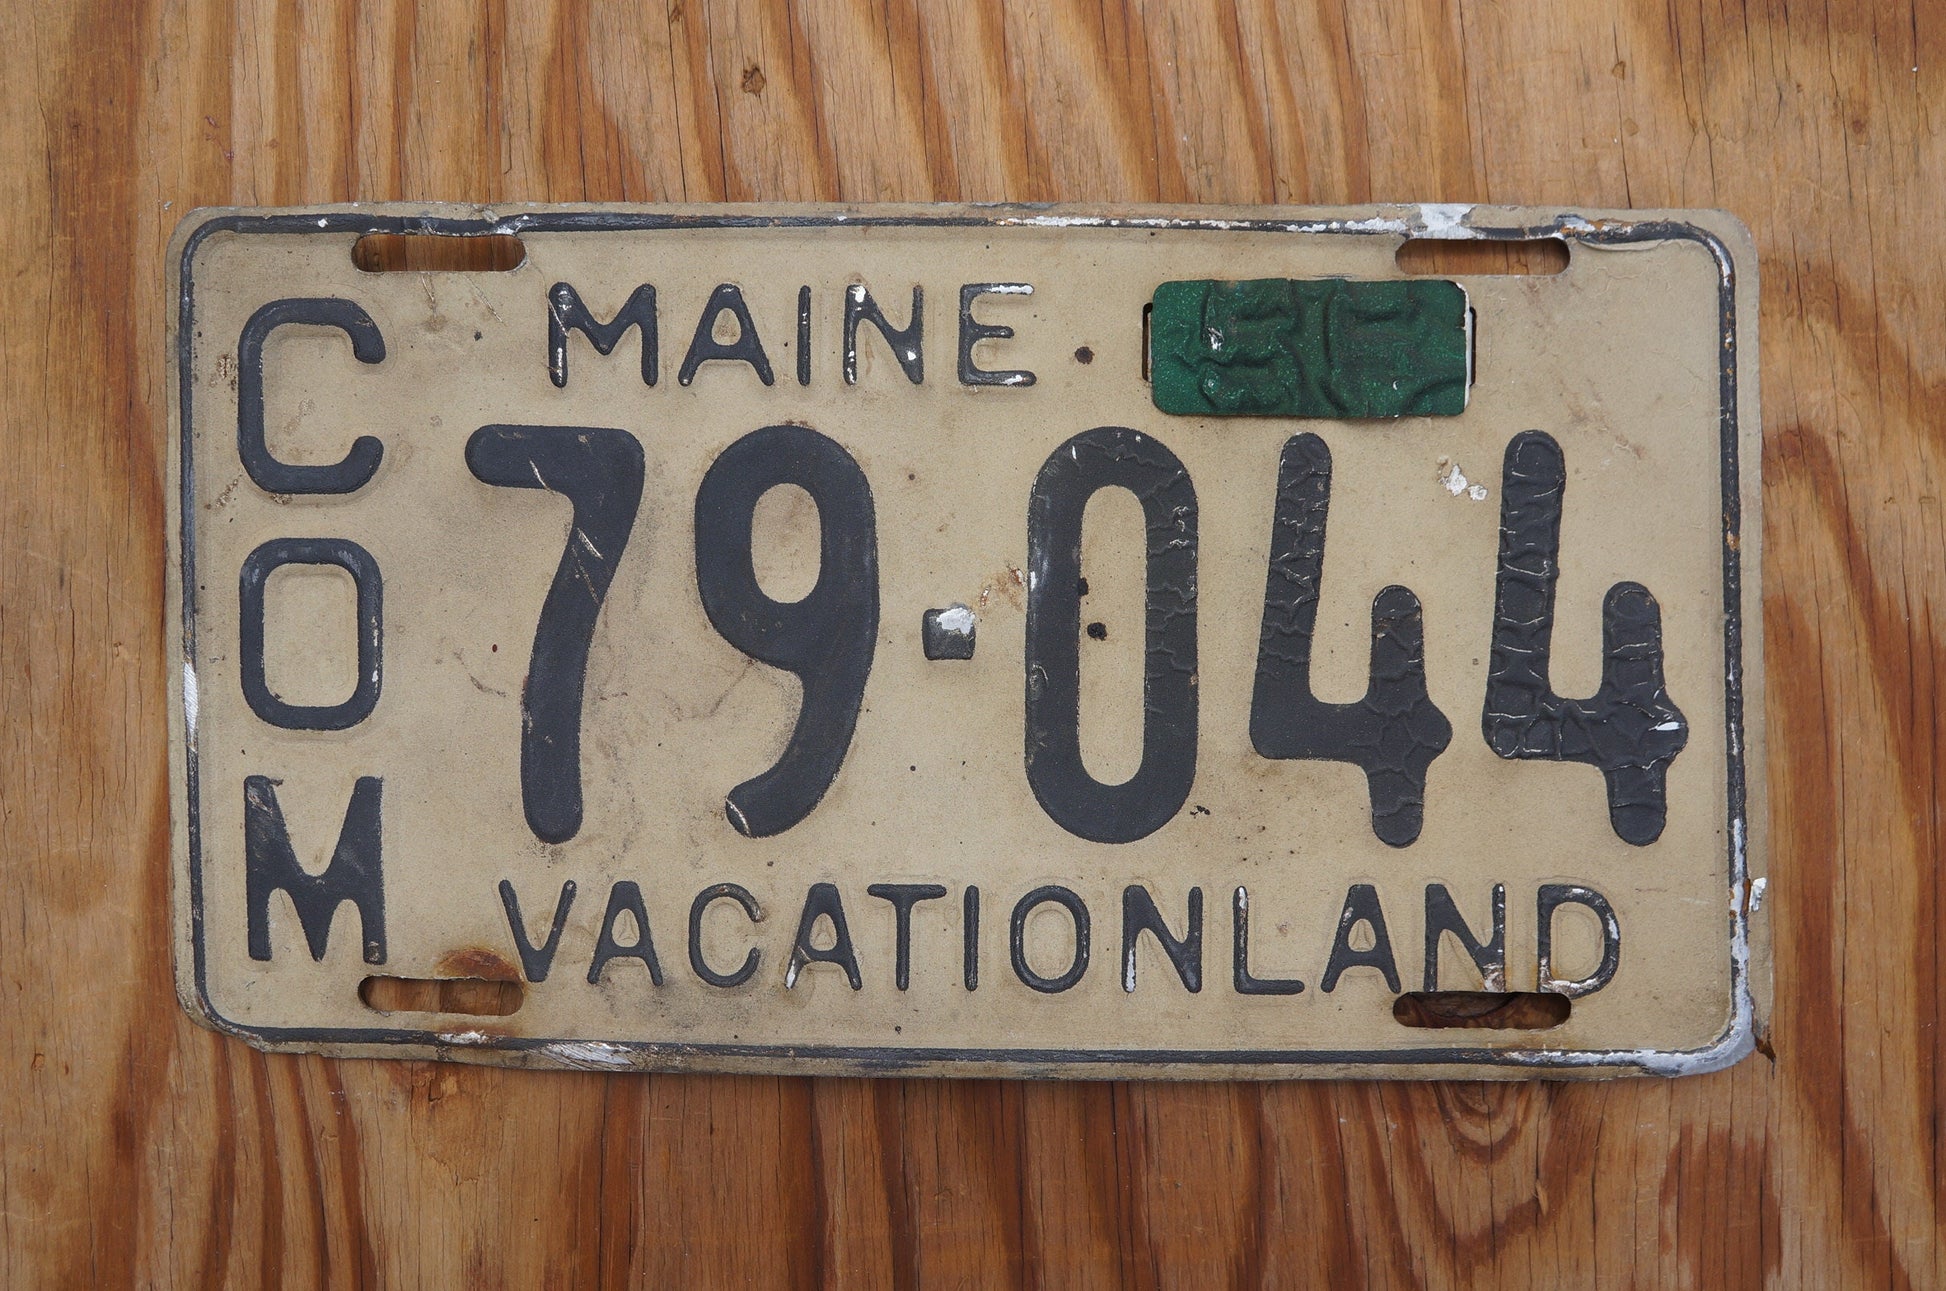 MAINE
COM
79-044
VACATIONLAND